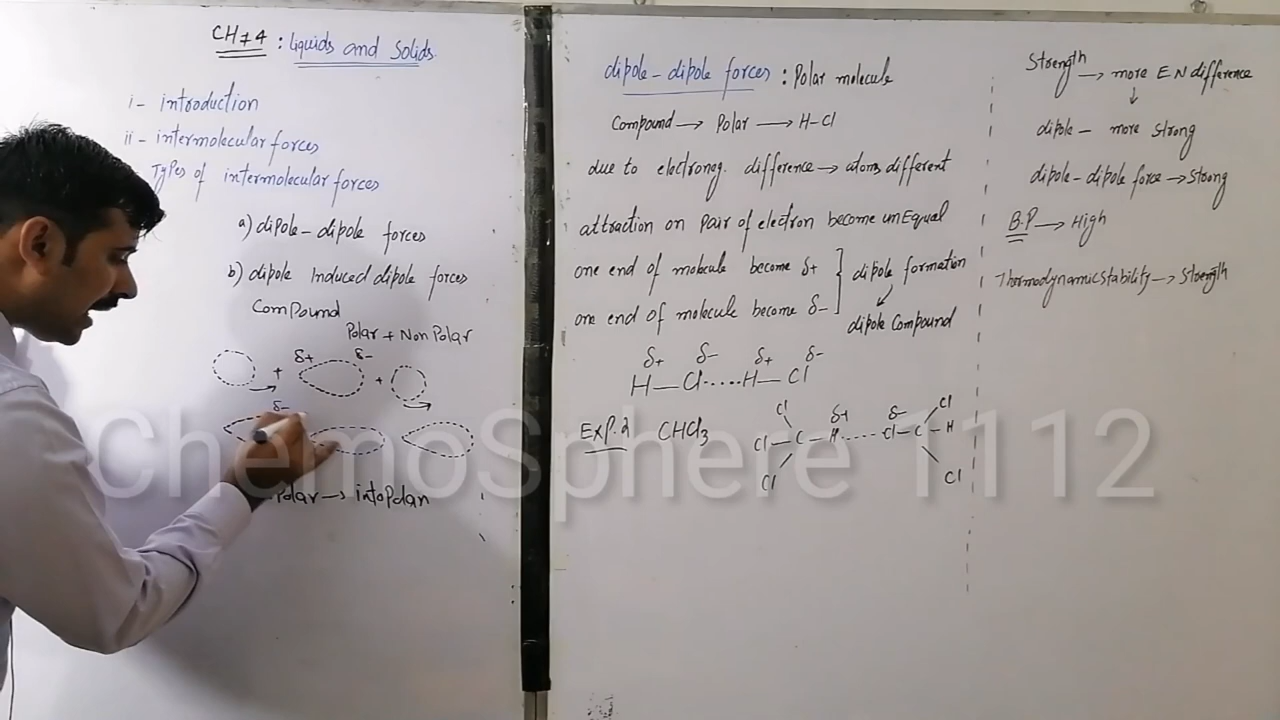 CH#4 : Liquids and Solids.
i- introduction
ii- intermolecular forces
Types of intermolecular forces
a) dipole-dipole forces
b) dipole Induced dipole forces
Compound
Polar + Non Polar
δ+ δ-
+ +
δ-
Polar → into Polar
dipole-dipole forces : Polar molecule
Compound → Polar → H-Cl
due to electroneg. difference → atoms different
attraction on Pair of electron become unEqual
one end of molecule become δ+ } dipole formation
one end of molecule become δ- dipole Compound
δ+ δ- δ+ δ-
H-Cl.....H-Cl
Exp.2 CHCl3
Cl δ+ δ- Cl
Cl-C-H.....Cl-C-H
Cl Cl
Strength → more E.N difference
↓
dipole - more strong
dipole-dipole force → Strong
B.P → High
Thermodynamic stability → Strength
ChemoSphere 1112